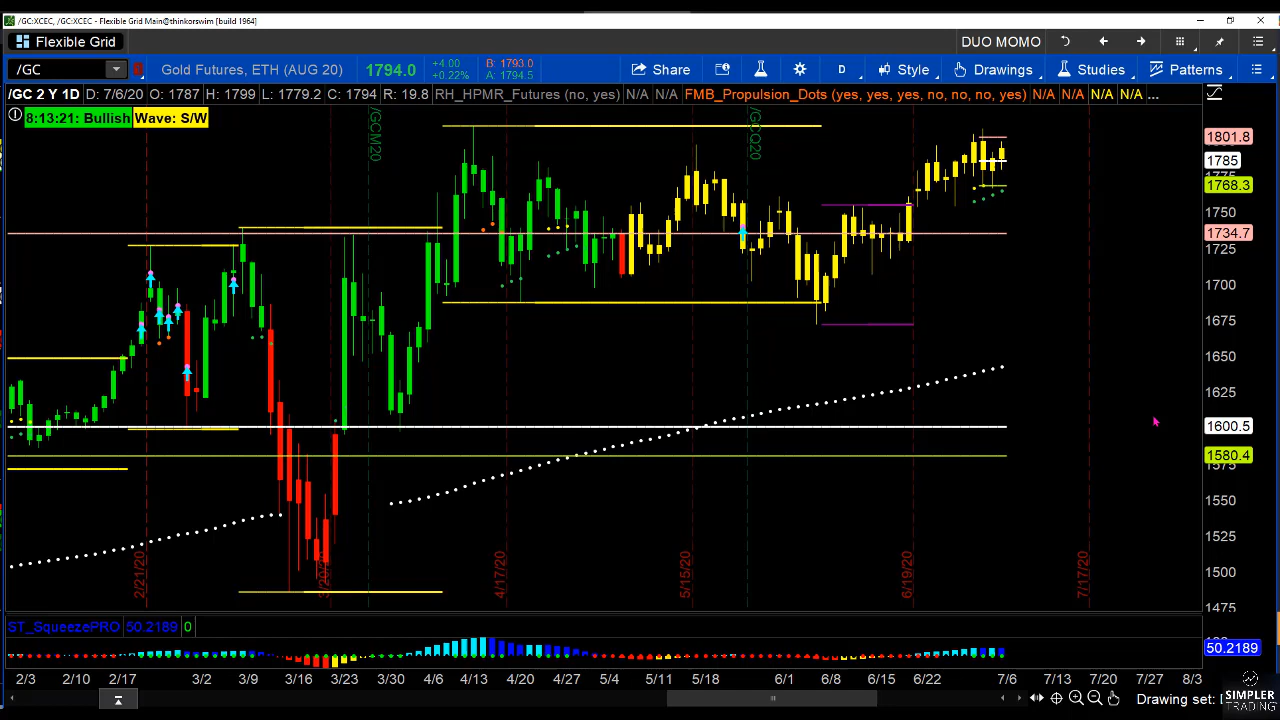 /GC:XCEC, /GC:XCEC - Flexible Grid Main@thinkorswim [build 1964]
Flexible Grid
DUO MOMO
/GC
Gold Futures, ETH (AUG 20)
1794.0
+4.00
+0.22%
B: 1793.0
A: 1794.5
Share
D
Style
Drawings
Studies
Patterns
/GC 2 Y 1D D: 7/6/20 O: 1787 H: 1799 L: 1779.2 C: 1794 R: 19.8 RH_HPMR_Futures (no, yes) N/A N/A FMB_Propulsion_Dots (yes, yes, yes, no, no, no, yes) N/A N/A N/A N/A ...
8:13:21: Bullish Wave: S/W
/GCM20
/GCQ20
1801.8
1785
1775
1768.3
1750
1734.7
1725
1700
1675
1650
1625
1600.5
1580.4
1575
1550
1525
1500
1475
2/21/20
3/20/20
4/17/20
5/15/20
6/19/20
7/17/20
ST_SqueezePRO 50.2189 0
50.2189
2/3 2/10 2/17 3/2 3/9 3/16 3/23 3/30 4/6 4/13 4/20 4/27 5/4 5/11 5/18 6/1 6/8 6/15 6/22 7/6 7/13 7/20 7/27 8/3
Drawing set:
SIMPLER
TRADING